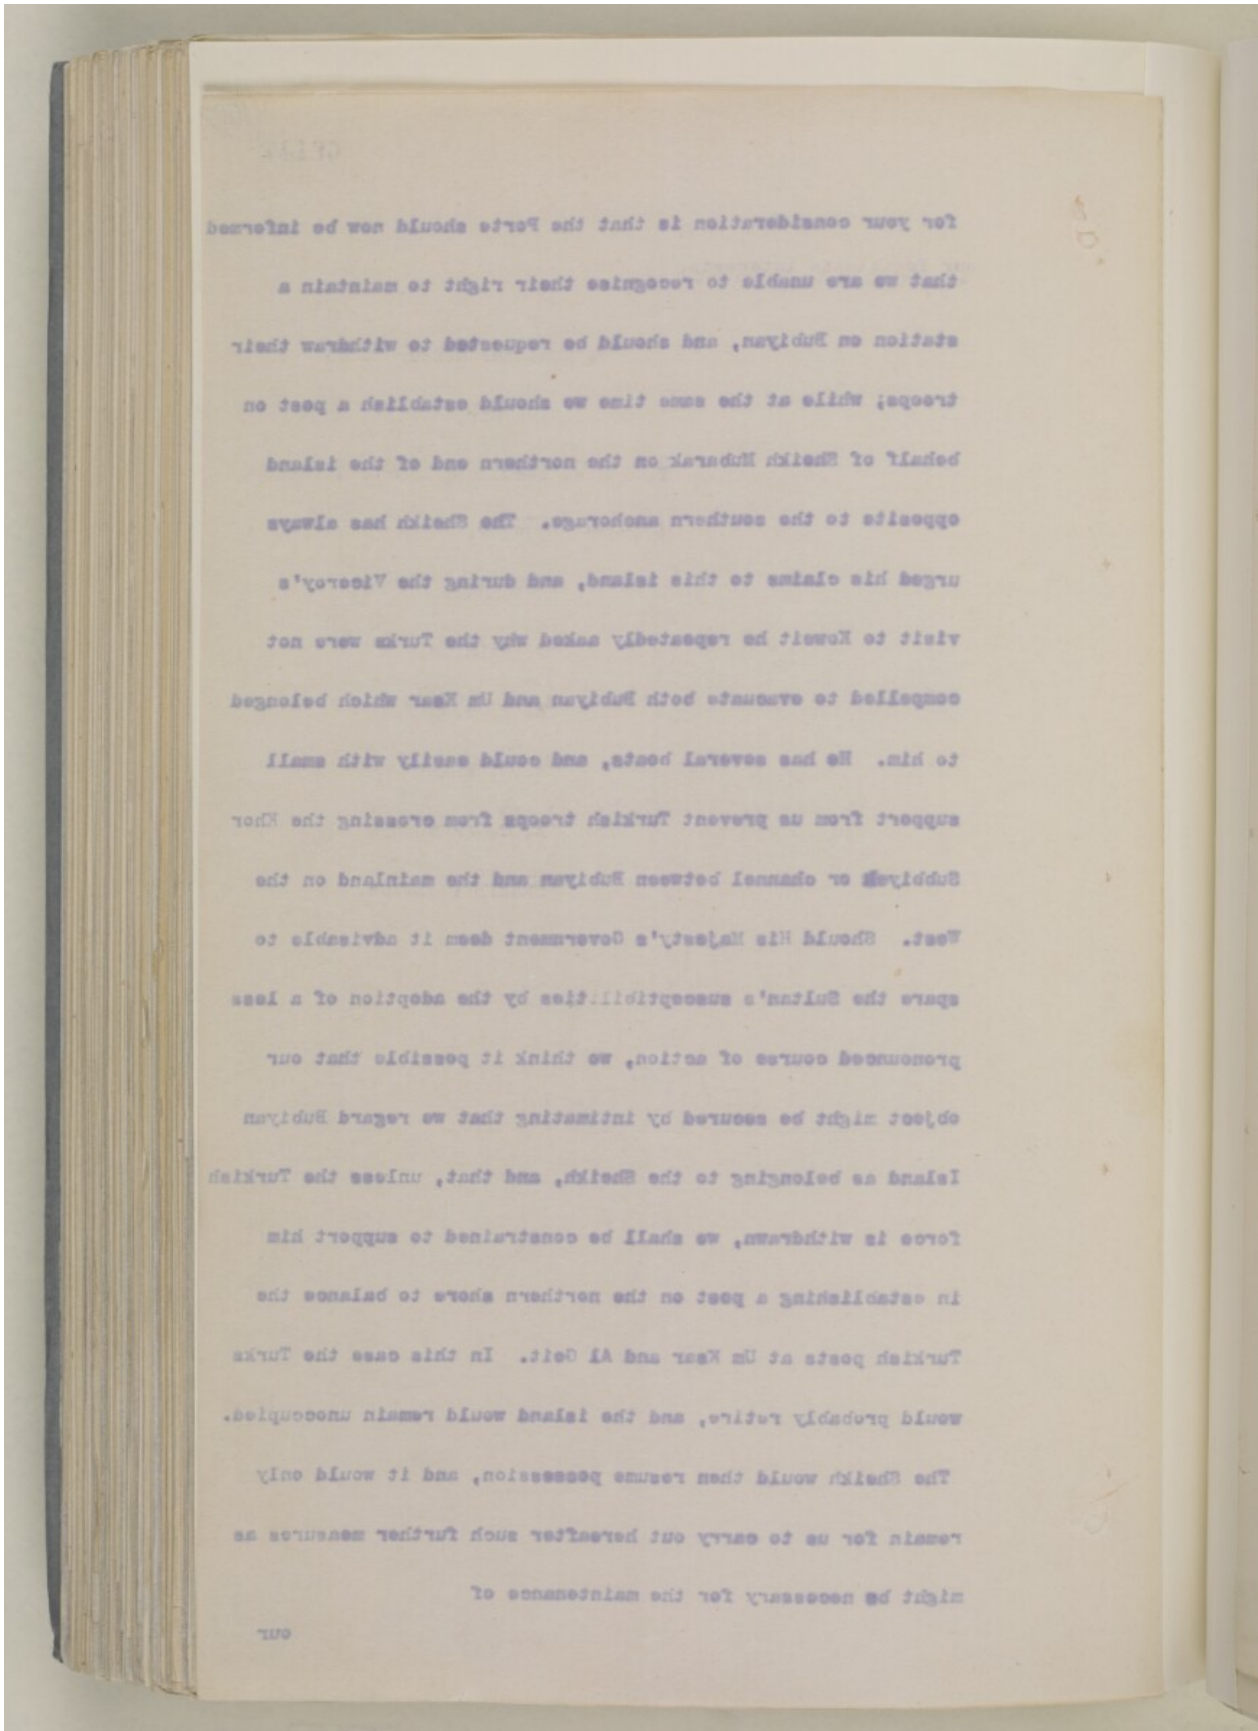 for your consideration is that the Porte should now be informed
that we are unable to recognise their right to maintain a
station on Bubiyan, and should be requested to withdraw their
troops; while at the same time we should establish a post on
behalf of Sheikh Mubarak on the northern end of the island
opposite to the southern anchorage. The Sheikh has always
urged his claims to this island, and during the Viceroy's
visit to Koweit he repeatedly asked why the Turks were not
compelled to evacuate both Bubiyan and Um Kasr which belonged
to him. He has several boats, and could easily with small
support from us prevent Turkish troops from crossing the Khor
Subbiyeh or channel between Bubiyan and the mainland on the
West. Should His Majesty's Government deem it advisable to
spare the Sultan's susceptibilities by the adoption of a less
pronounced course of action, we think it possible that our
object might be secured by intimating that we regard Bubiyan
Island as belonging to the Sheikh, and that, unless the Turkish
force is withdrawn, we shall be constrained to support him
in establishing a post on the northern shore to balance the
Turkish posts at Um Kasr and Al Goit. In this case the Turks
would probably retire, and the island would remain unoccupied.
The Sheikh would then resume possession, and it would only
remain for us to carry out hereafter such further measures as
might be necessary for the maintenance of
our